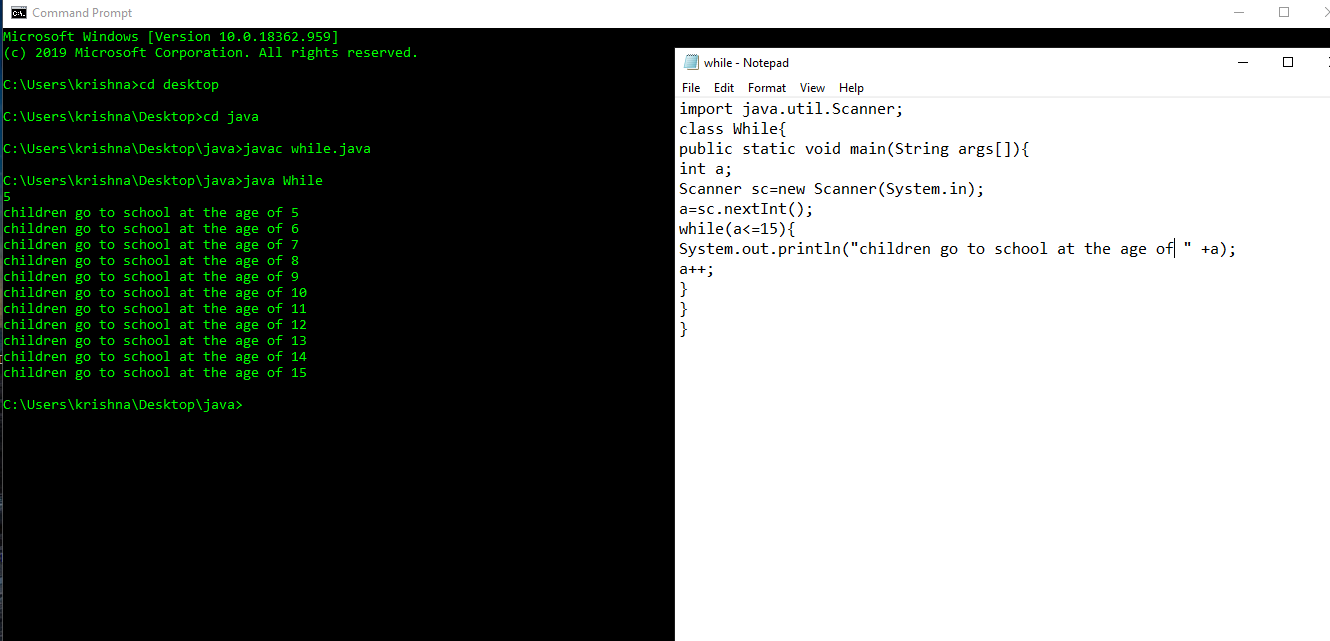 Command Prompt
Microsoft Windows [Version 10.0.18362.959]
(c) 2019 Microsoft Corporation. All rights reserved.
C:\Users\krishna>cd desktop
C:\Users\krishna\Desktop>cd java
C:\Users\krishna\Desktop\java>javac while.java
C:\Users\krishna\Desktop\java>java While
5
children go to school at the age of 5
children go to school at the age of 6
children go to school at the age of 7
children go to school at the age of 8
children go to school at the age of 9
children go to school at the age of 10
children go to school at the age of 11
children go to school at the age of 12
children go to school at the age of 13
children go to school at the age of 14
children go to school at the age of 15
C:\Users\krishna\Desktop\java>
while - Notepad
File Edit Format View Help
import java.util.Scanner;
class While{
public static void main(String args[]){
int a;
Scanner sc=new Scanner(System.in);
a=sc.nextInt();
while(a<=15){
System.out.println("children go to school at the age of " +a);
a++;
}
}
}